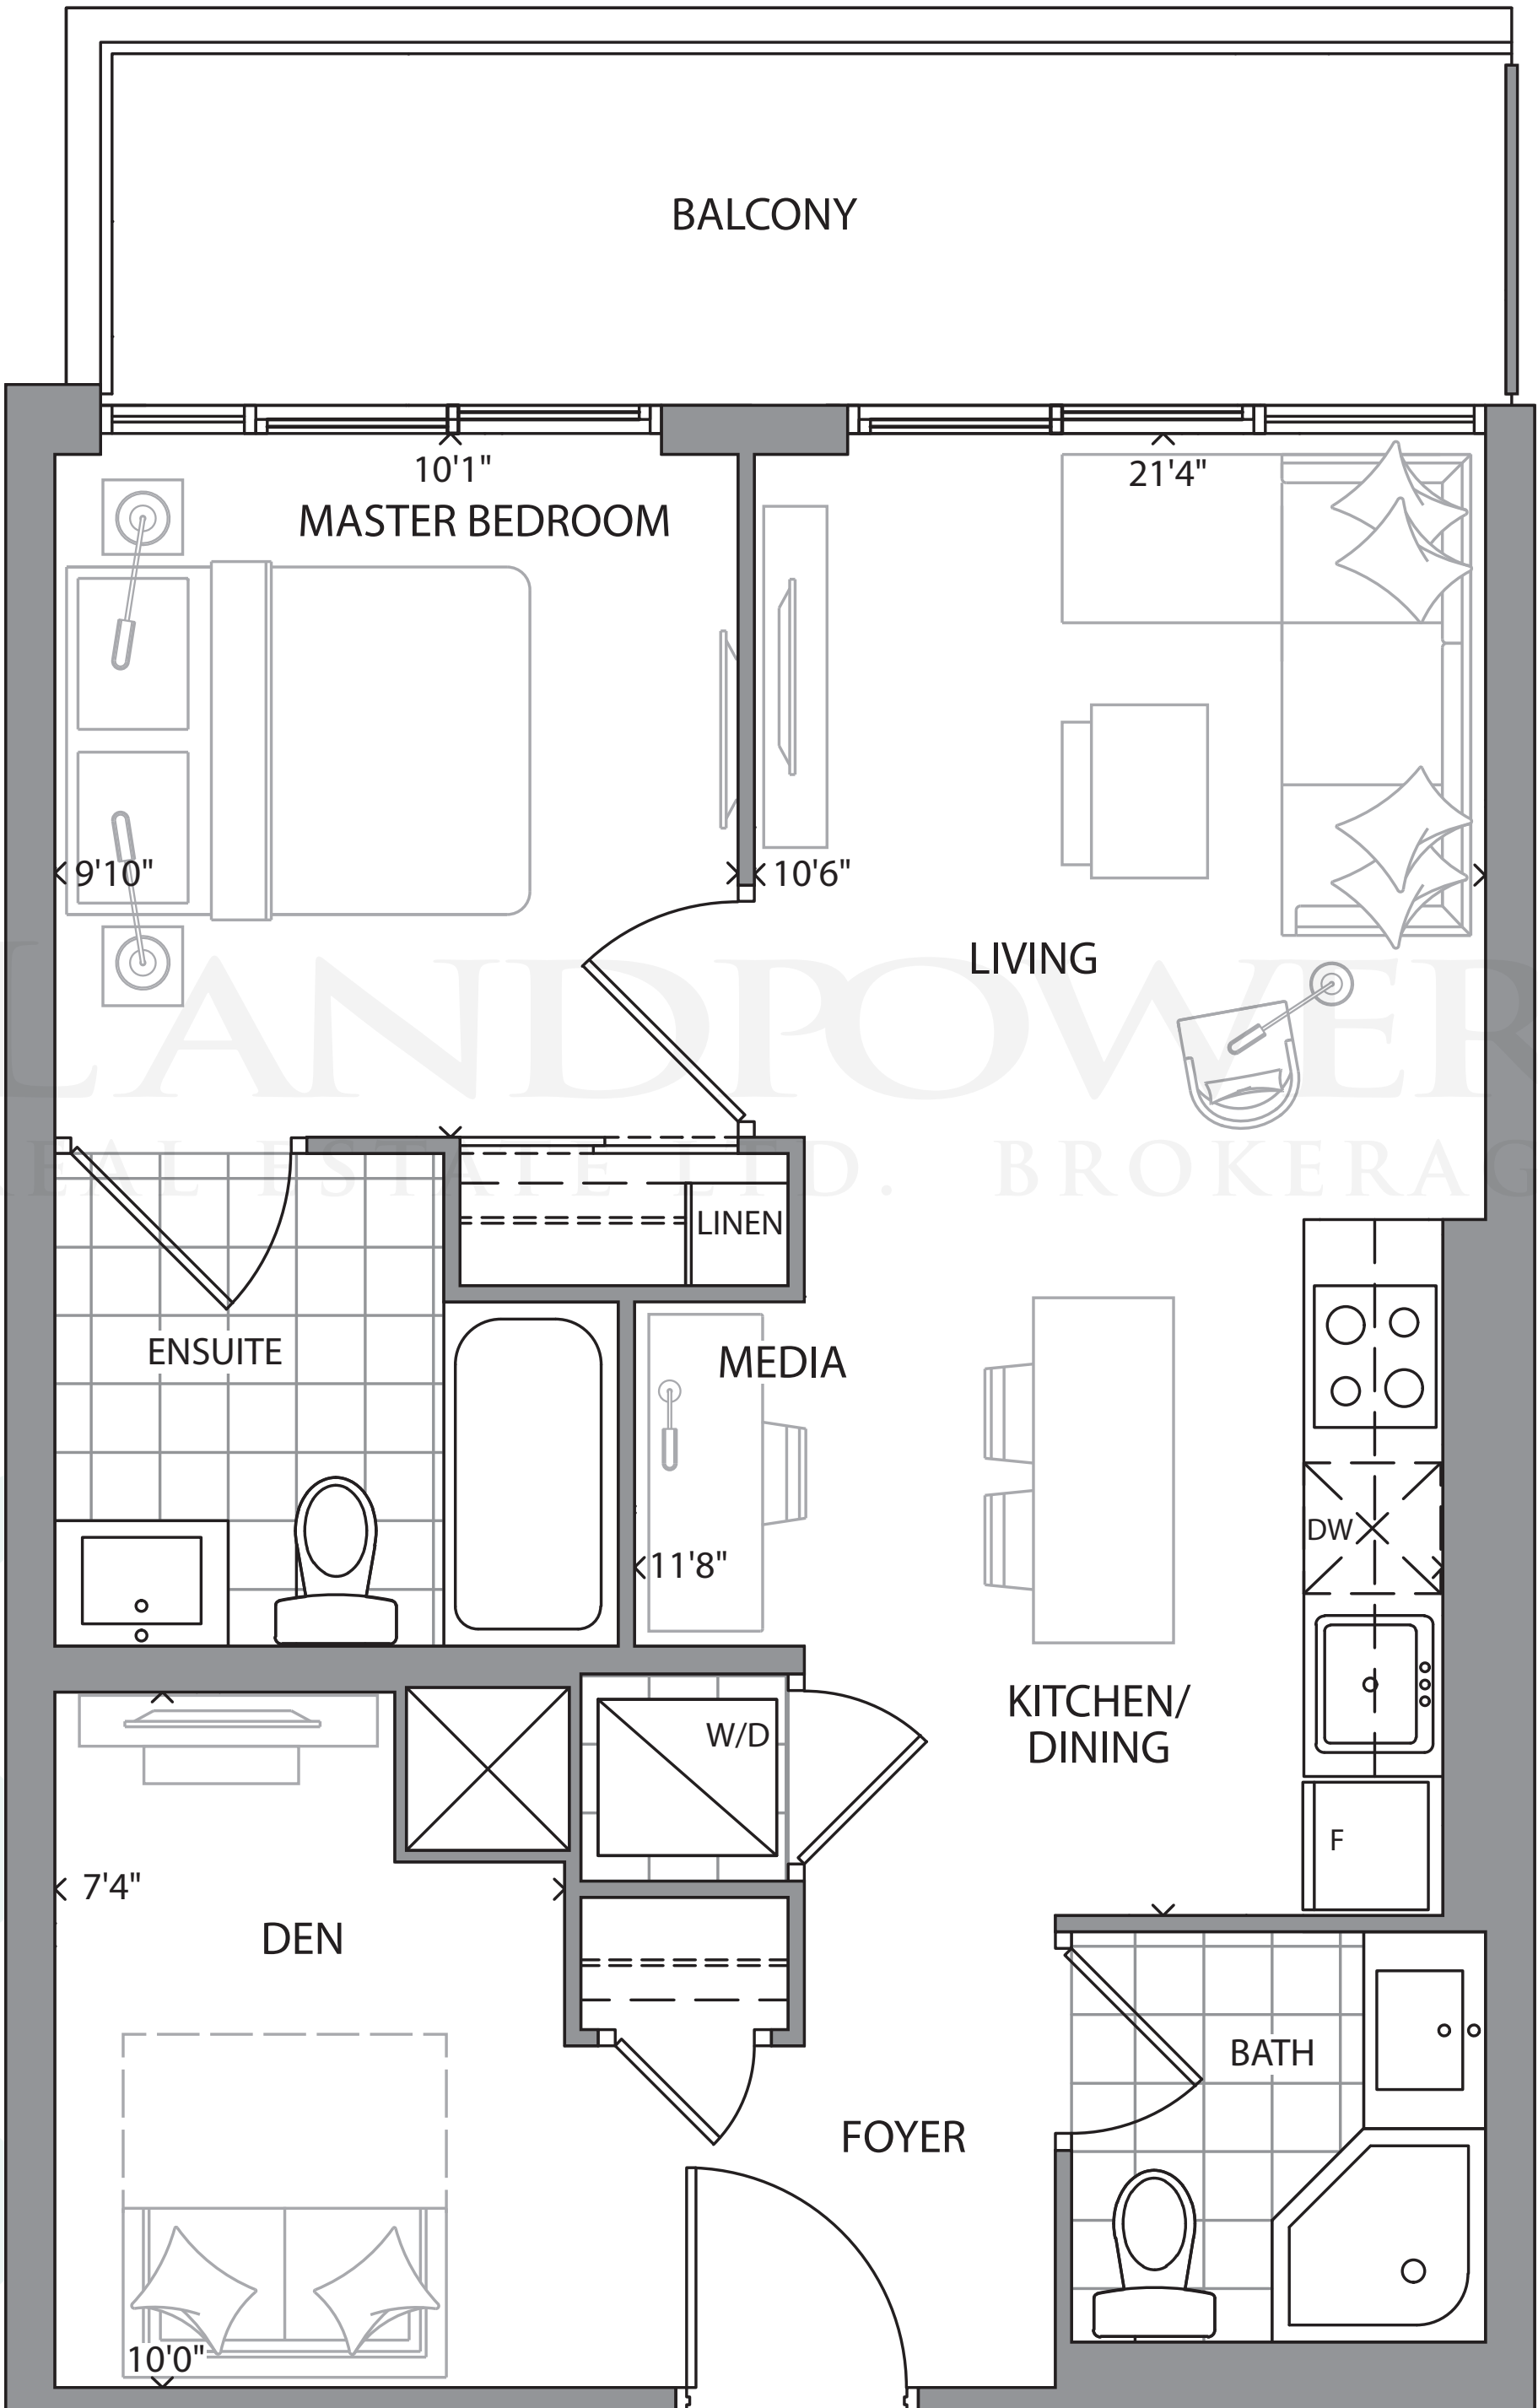 BALCONY
10'1"
21'4"
MASTER BEDROOM
9'10"
10'6"
LIVING
LANDPOWER
REAL ESTATE LTD. BROKERAG
LINEN
ENSUITE
MEDIA
DW
11'8"
KITCHEN/
DINING
W/D
F
7'4"
DEN
BATH
FOYER
10'0"